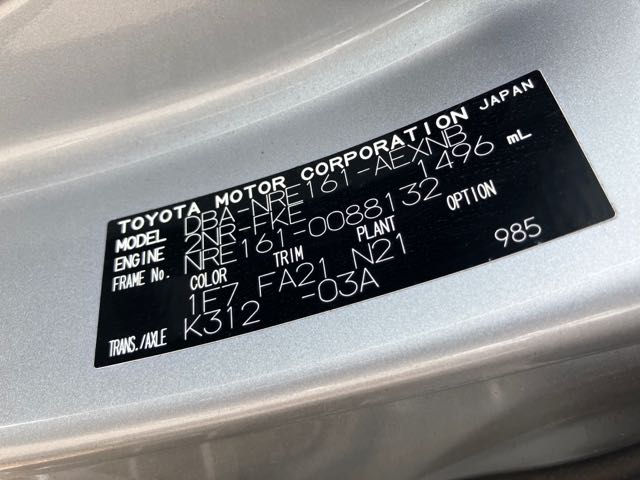 TOYOTA MOTOR CORPORATION JAPAN
MODEL DBA-NRE161-AEXNB
ENGINE 2NR-FKE 1496 mL
FRAME No. NRE161-0088132
COLOR TRIM PLANT OPTION
1F7 FA21 N21 985
TRANS./AXLE K312 -03A